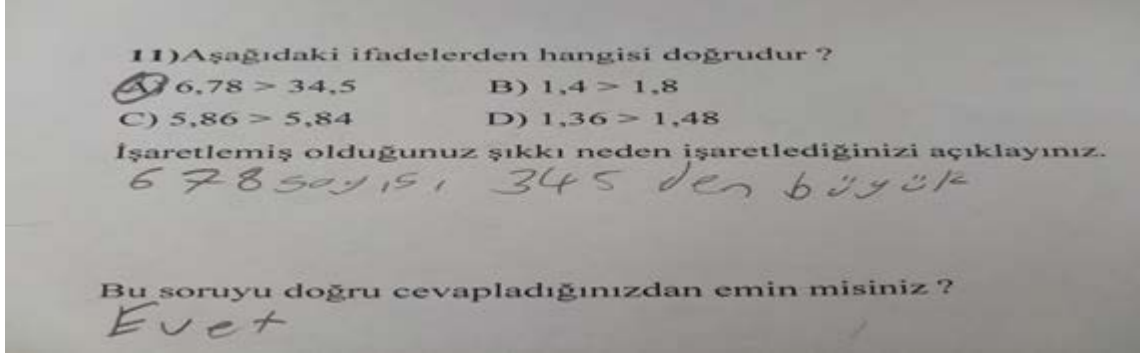 11)Aşağıdaki ifadelerden hangisi doğrudur ?
A) 6,78 > 34,5 B) 1,4 > 1,8
C) 5,86 > 5,84 D) 1,36 > 1,48
İşaretlemiş olduğunuz şıkkı neden işaretlediğinizi açıklayınız.
678 sayısı 345 den büyük
Bu soruyu doğru cevapladığınızdan emin misiniz ?
Evet